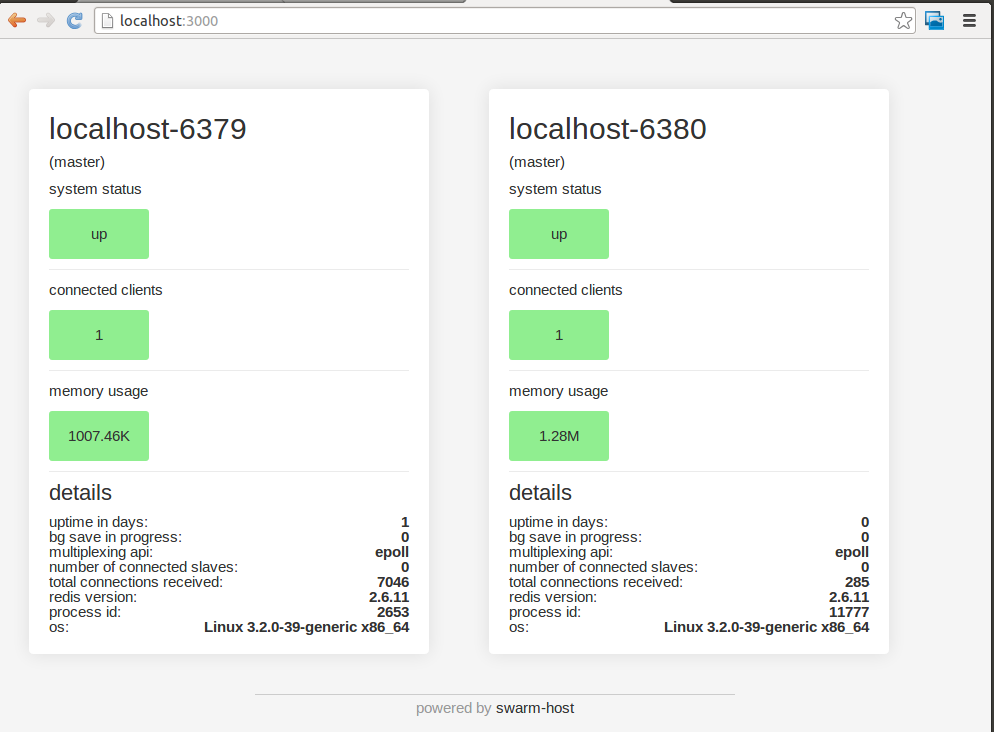 localhost:3000
localhost-6379
(master)
system status
up
connected clients
1
memory usage
1007.46K
details
uptime in days: 1
bg save in progress: 0
multiplexing api: epoll
number of connected slaves: 0
total connections received: 7046
redis version: 2.6.11
process id: 2653
os: Linux 3.2.0-39-generic x86_64
localhost-6380
(master)
system status
up
connected clients
1
memory usage
1.28M
details
uptime in days: 0
bg save in progress: 0
multiplexing api: epoll
number of connected slaves: 0
total connections received: 285
redis version: 2.6.11
process id: 11777
os: Linux 3.2.0-39-generic x86_64
powered by swarm-host